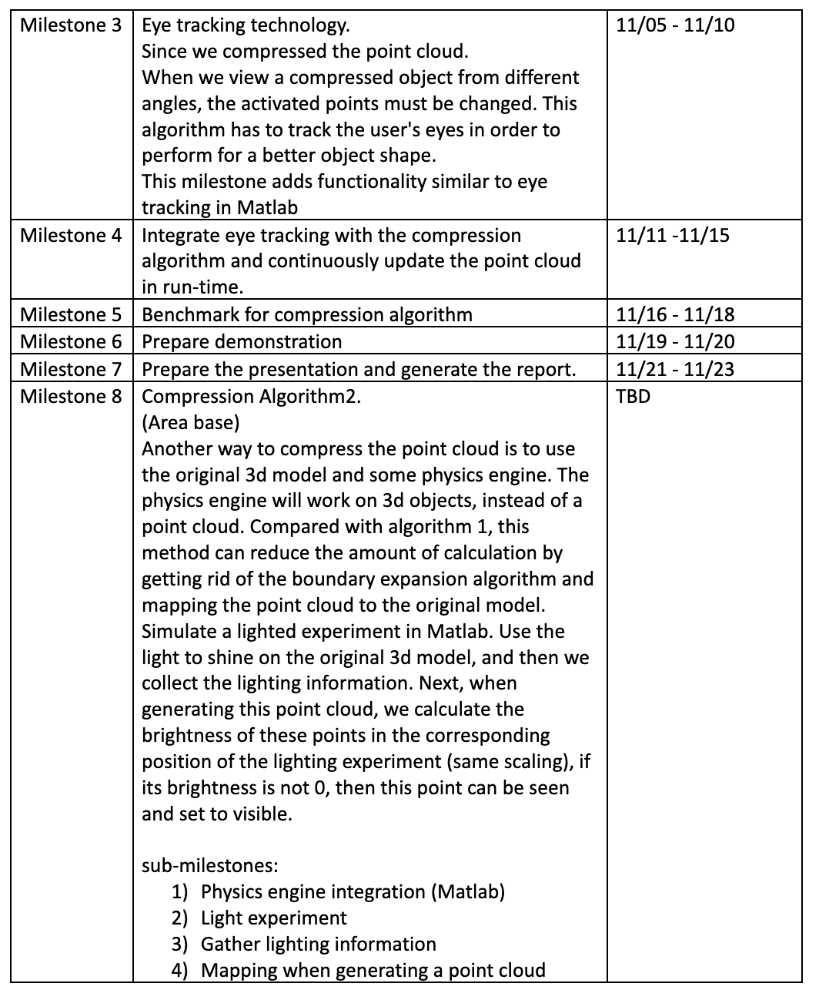 Milestone 3
Eye tracking technology.
Since we compressed the point cloud.
When we view a compressed object from different
angles, the activated points must be changed. This
algorithm has to track the user's eyes in order to
perform for a better object shape.
This milestone adds functionality similar to eye
tracking in Matlab
11/05 - 11/10
Milestone 4
Integrate eye tracking with the compression
algorithm and continuously update the point cloud
in run-time.
11/11 -11/15
Milestone 5
Benchmark for compression algorithm
11/16 - 11/18
Milestone 6
Prepare demonstration
11/19 - 11/20
Milestone 7
Prepare the presentation and generate the report.
11/21 - 11/23
Milestone 8
Compression Algorithm2.
(Area base)
Another way to compress the point cloud is to use
the original 3d model and some physics engine. The
physics engine will work on 3d objects, instead of a
point cloud. Compared with algorithm 1, this
method can reduce the amount of calculation by
getting rid of the boundary expansion algorithm and
mapping the point cloud to the original model.
Simulate a lighted experiment in Matlab. Use the
light to shine on the original 3d model, and then we
collect the lighting information. Next, when
generating this point cloud, we calculate the
brightness of these points in the corresponding
position of the lighting experiment (same scaling), if
its brightness is not 0, then this point can be seen
and set to visible.
sub-milestones:
1) Physics engine integration (Matlab)
2) Light experiment
3) Gather lighting information
4) Mapping when generating a point cloud
TBD